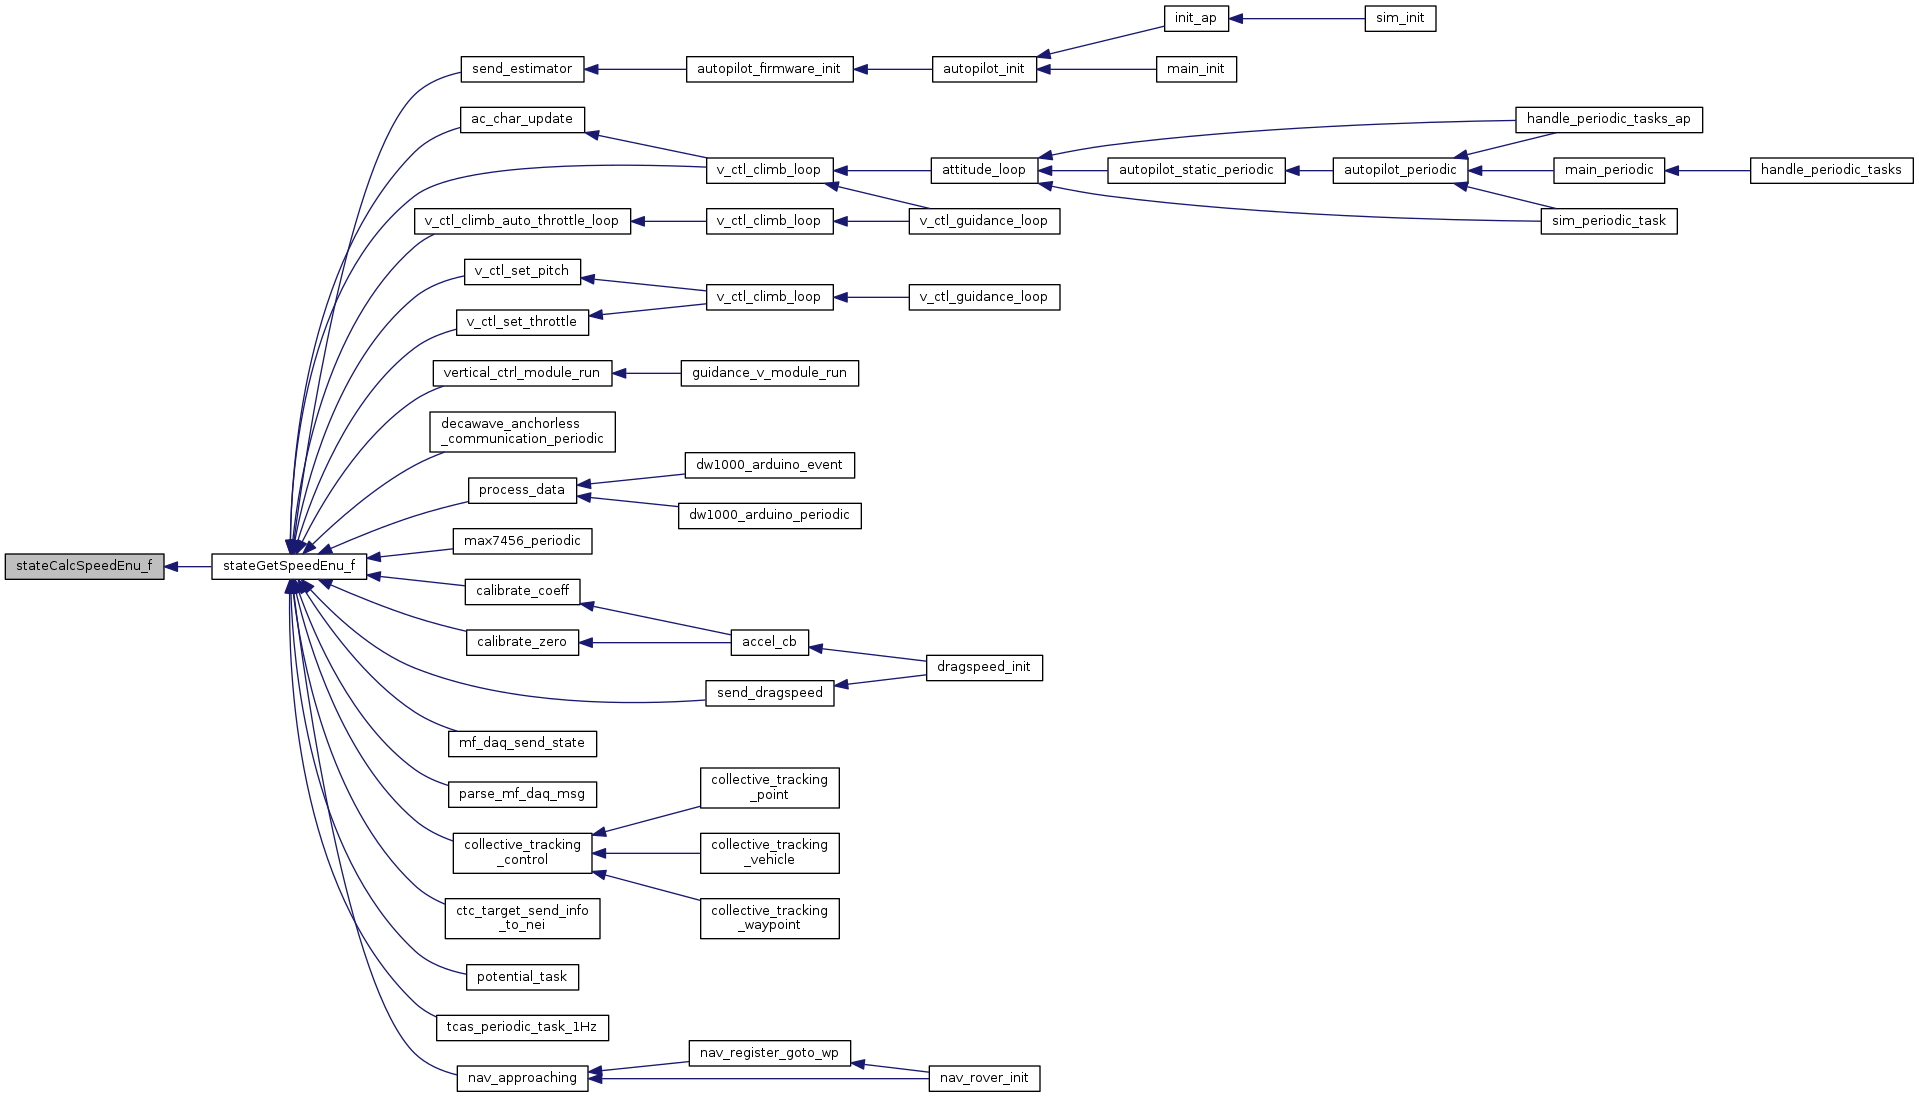 init_ap
sim_init
send_estimator
autopilot_firmware_init
autopilot_init
main_init
ac_char_update
handle_periodic_tasks_ap
v_ctl_climb_loop
attitude_loop
autopilot_static_periodic
autopilot_periodic
main_periodic
handle_periodic_tasks
v_ctl_climb_auto_throttle_loop
v_ctl_climb_loop
v_ctl_guidance_loop
sim_periodic_task
v_ctl_set_pitch
v_ctl_climb_loop
v_ctl_guidance_loop
v_ctl_set_throttle
vertical_ctrl_module_run
guidance_v_module_run
decawave_anchorless
_communication_periodic
dw1000_arduino_event
process_data
dw1000_arduino_periodic
max7456_periodic
stateCalcSpeedEnu_f
stateGetSpeedEnu_f
calibrate_coeff
calibrate_zero
accel_cb
dragspeed_init
send_dragspeed
mf_daq_send_state
parse_mf_daq_msg
collective_tracking
_point
collective_tracking
_control
collective_tracking
_vehicle
ctc_target_send_info
_to_nei
collective_tracking
_waypoint
potential_task
tcas_periodic_task_1Hz
nav_register_goto_wp
nav_approaching
nav_rover_init